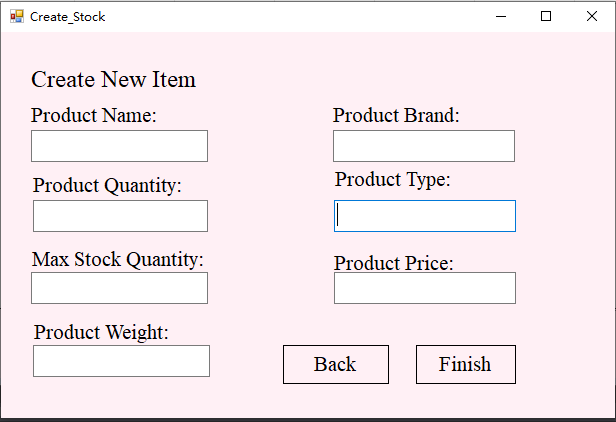 Create_Stock
Create New Item
Product Name:
Product Brand:
Product Quantity:
Product Type:
Max Stock Quantity:
Product Price:
Product Weight:
Back
Finish